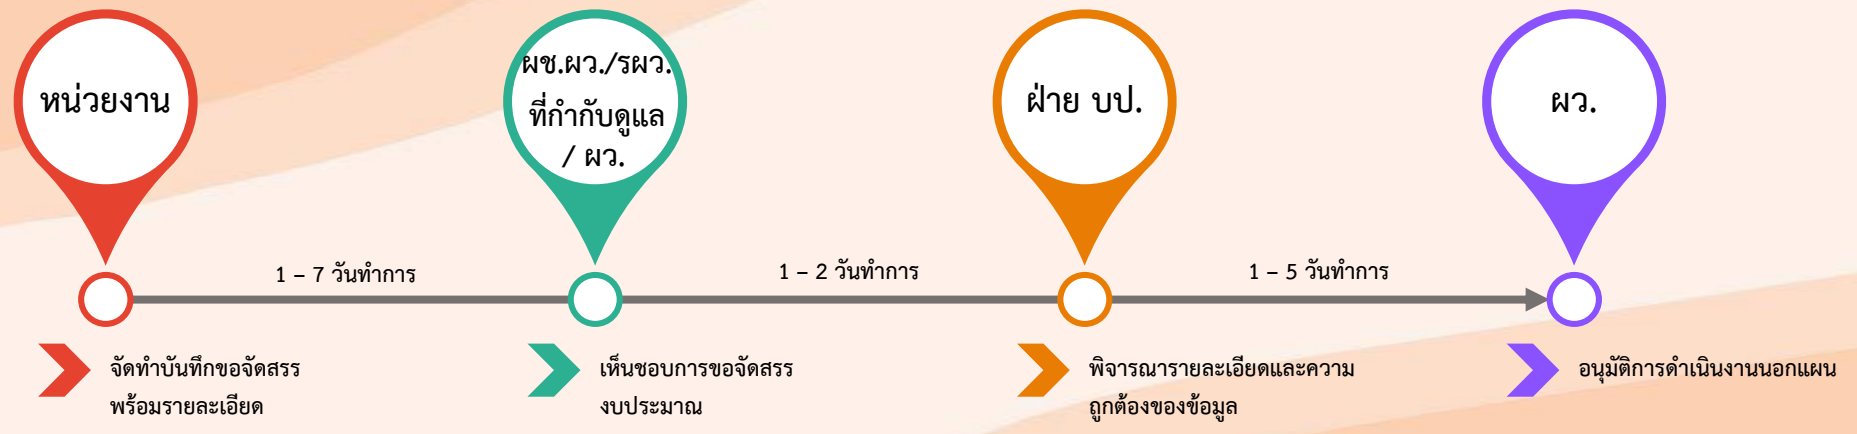 หน่วยงาน
ผช.ผว./รผว.
ที่กำกับดูแล
/ ผว.
ฝ่าย บป.
ผว.
1 – 7 วันทำการ
1 – 2 วันทำการ
1 – 5 วันทำการ
จัดทำบันทึกขอจัดสรร
พร้อมรายละเอียด
เห็นชอบการขอจัดสรร
งบประมาณ
พิจารณารายละเอียดและความ
ถูกต้องของข้อมูล
อนุมัติการดำเนินงานนอกแผน